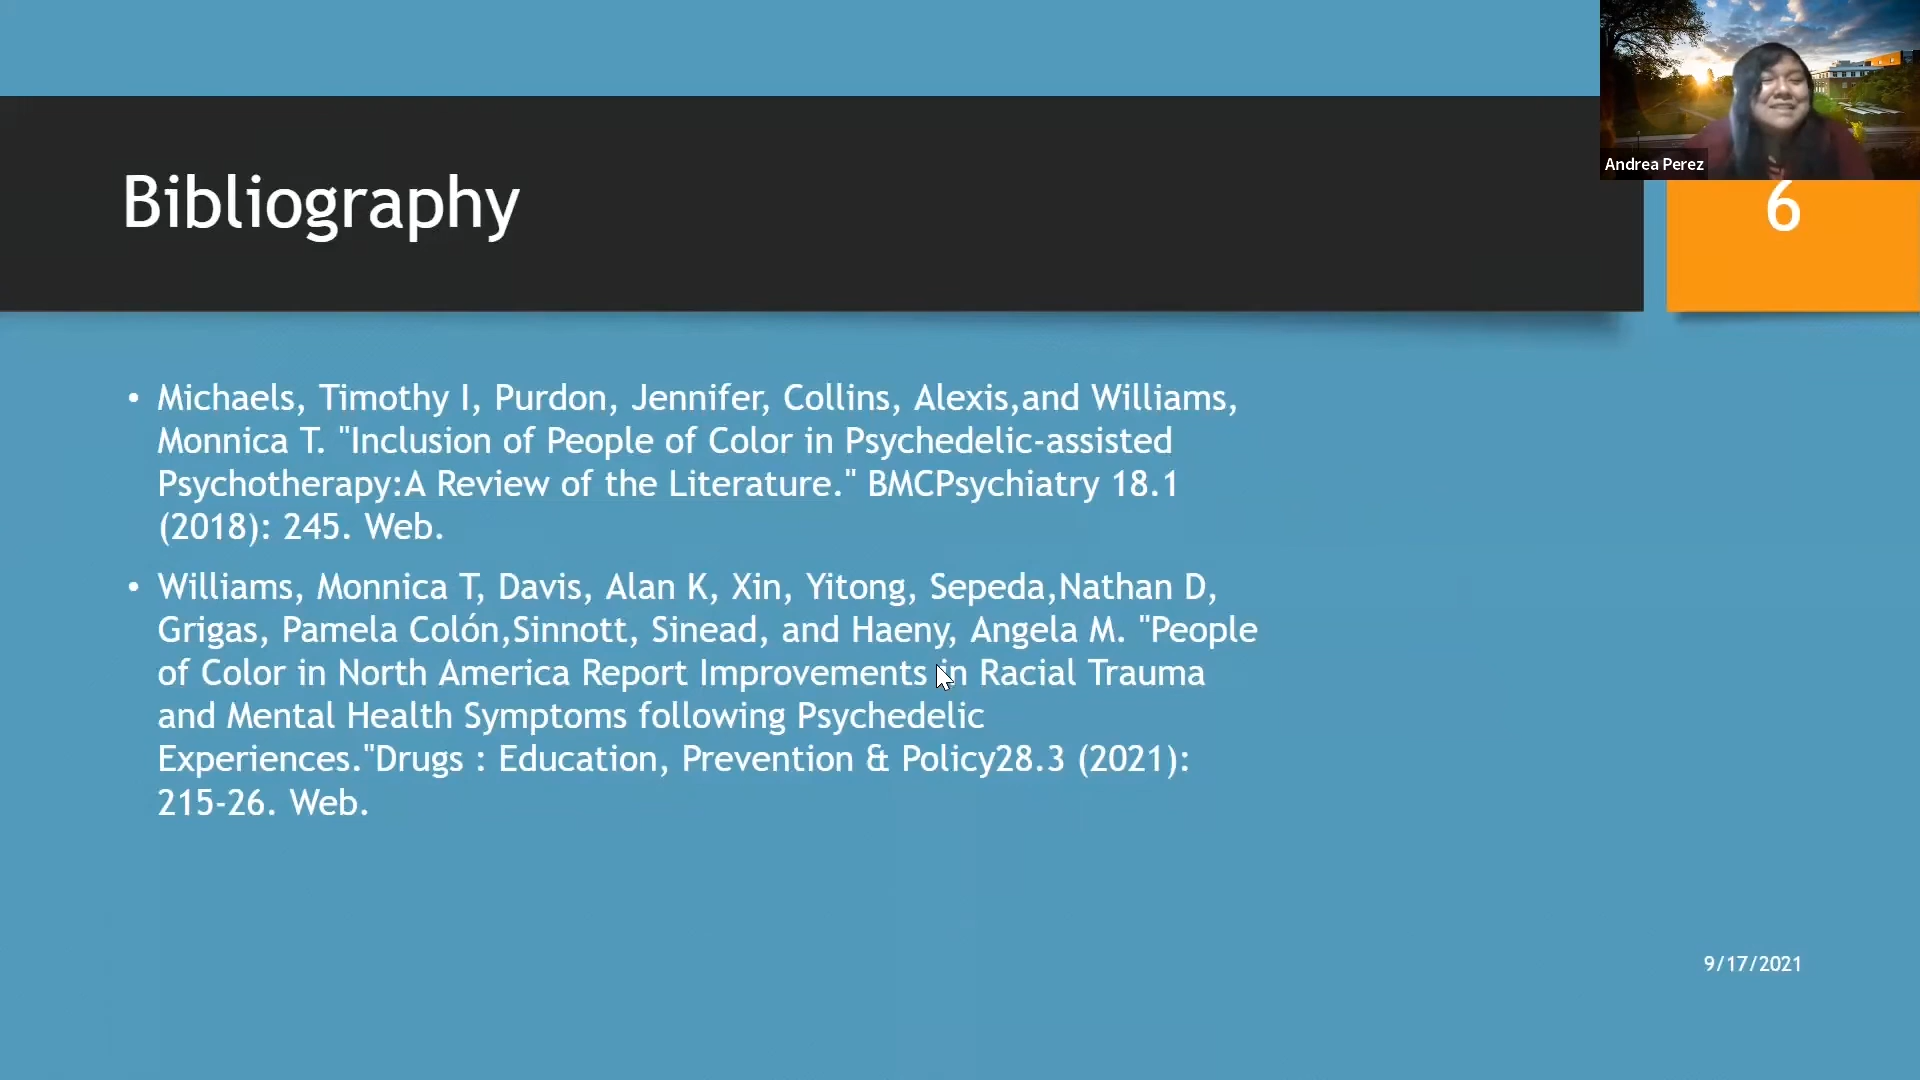 Bibliography
Andrea Perez
6
• Michaels, Timothy I, Purdon, Jennifer, Collins, Alexis,and Williams,
Monnica T. "Inclusion of People of Color in Psychedelic-assisted
Psychotherapy:A Review of the Literature." BMCPsychiatry 18.1
(2018): 245. Web.
• Williams, Monnica T, Davis, Alan K, Xin, Yitong, Sepeda,Nathan D,
Grigas, Pamela Colón,Sinnott, Sinead, and Haeny, Angela M. "People
of Color in North America Report Improvements in Racial Trauma
and Mental Health Symptoms following Psychedelic
Experiences."Drugs : Education, Prevention & Policy28.3 (2021):
215-26. Web.
9/17/2021